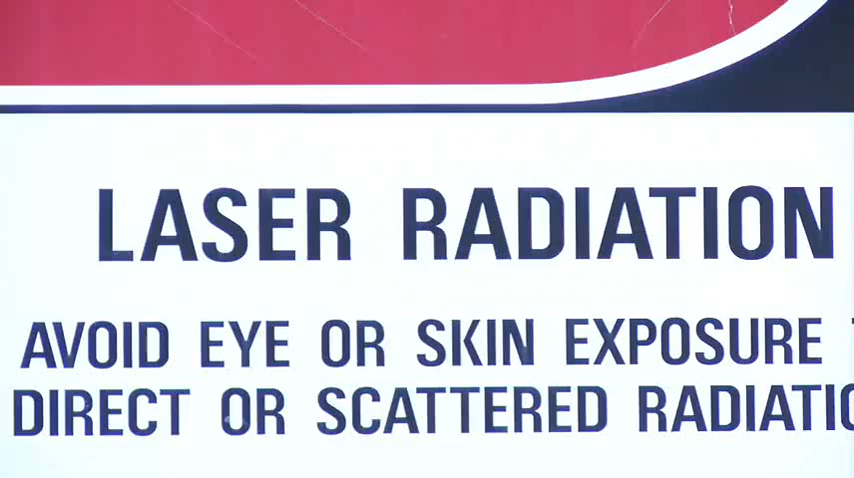 LASER RADIATION
AVOID EYE OR SKIN EXPOSURE
DIRECT OR SCATTERED